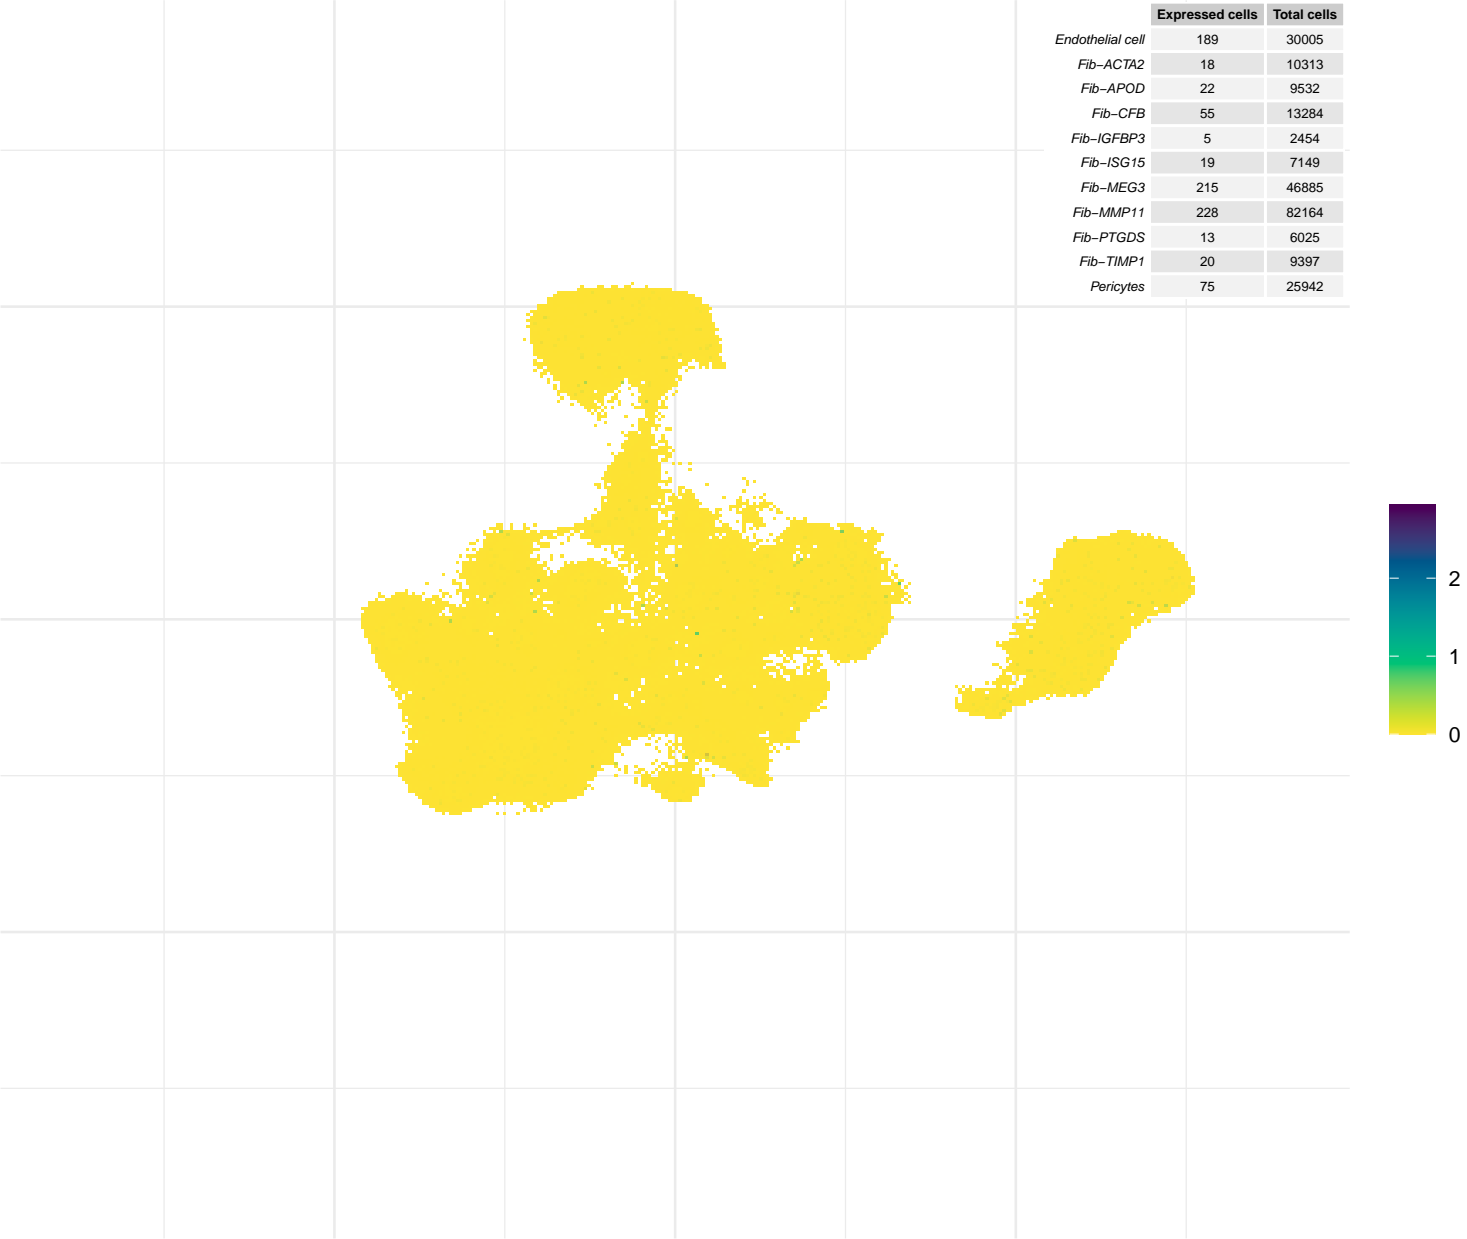 Expressed cells Total cells
Endothelial cell 189 30005
Fib−ACTA2 18 10313
Fib−APOD 22 9532
Fib−CFB 55 13284
Fib−IGFBP3 5 2454
Fib−ISG15 19 7149
Fib−MEG3 215 46885
Fib−MMP11 228 82164
Fib−PTGDS 13 6025
Fib−TIMP1 20 9397
Pericytes 75 25942
2
1
0